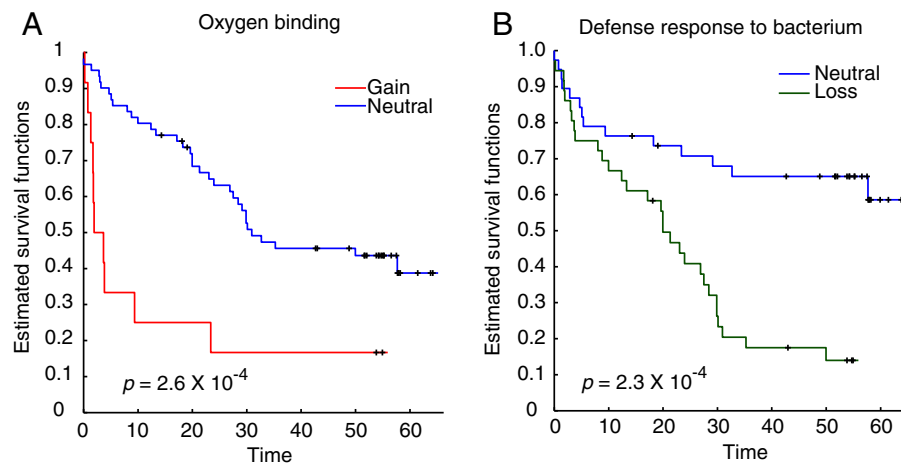 A
Oxygen binding
Estimated survival functions
1
0.9
0.8
0.7
0.6
0.5
0.4
0.3
0.2
0.1
0
Gain
Neutral
p = 2.6 X 10⁻⁴
0 10 20 30 40 50 60
Time
B
Defense response to bacterium
Estimated survival functions
1
0.9
0.8
0.7
0.6
0.5
0.4
0.3
0.2
0.1
0
Neutral
Loss
p = 2.3 X 10⁻⁴
0 10 20 30 40 50 60
Time